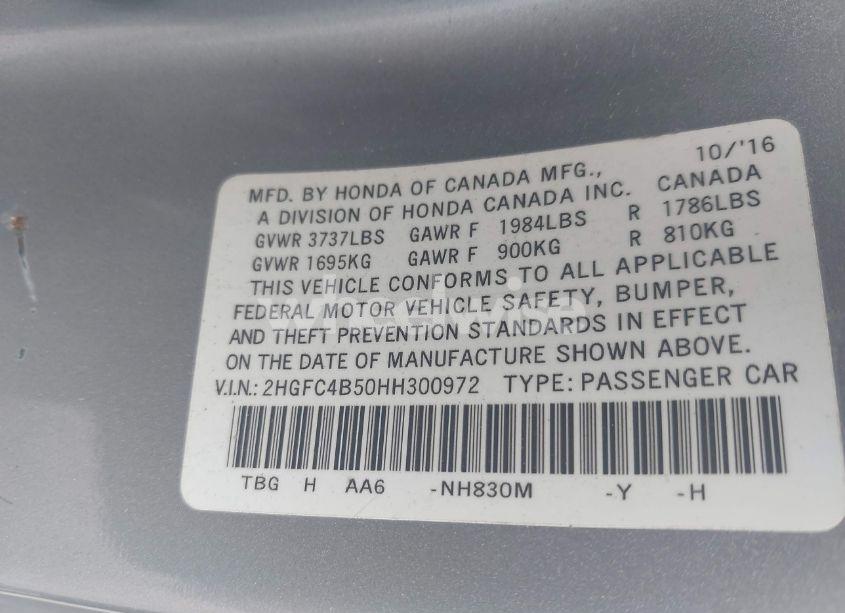 10/'16
MFD. BY HONDA OF CANADA MFG.,
A DIVISION OF HONDA CANADA INC. CANADA
GVWR 3737LBS GAWR F 1984LBS R 1786LBS
GVWR 1695KG GAWR F 900KG R 810KG
THIS VEHICLE CONFORMS TO ALL APPLICABLE
FEDERAL MOTOR VEHICLE SAFETY, BUMPER,
AND THEFT PREVENTION STANDARDS IN EFFECT
ON THE DATE OF MANUFACTURE SHOWN ABOVE.
V.I.N.: 2HGFC4B50HH300972 TYPE: PASSENGER CAR
TBG H AA6 -NH830M -Y -H
wheelwise